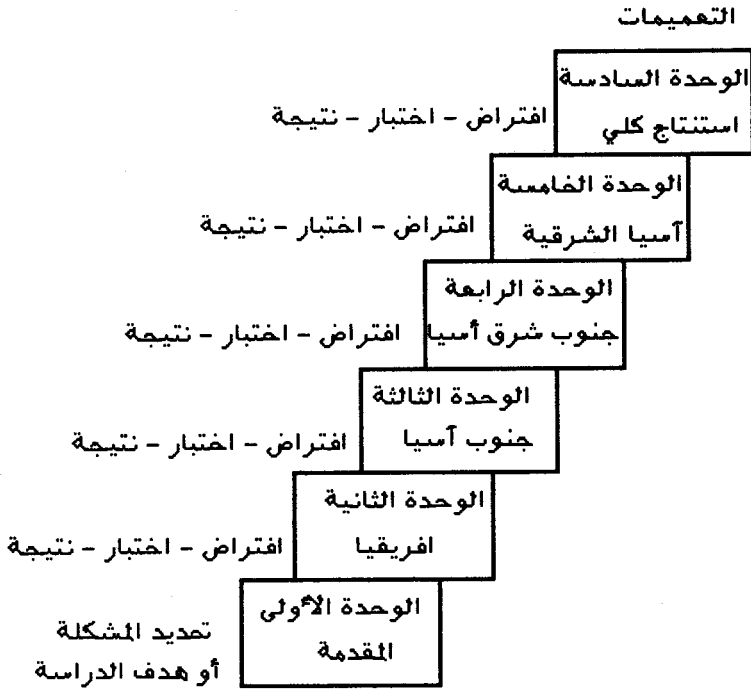 التعميمات
الوحدة السادسة
استنتاج كلي
افتراض - اختبار - نتيجة
الوحدة الخامسة
آسيا الشرقية
افتراض - اختبار - نتيجة
الوحدة الرابعة
جنوب شرق أسيا
افتراض - اختبار - نتيجة
الوحدة الثالثة
جنوب آسيا
افتراض - اختبار - نتيجة
الوحدة الثانية
افريقيا
افتراض - اختبار - نتيجة
الوحدة الأولى
المقدمة
تحديد المشكلة
أو هدف الدراسة